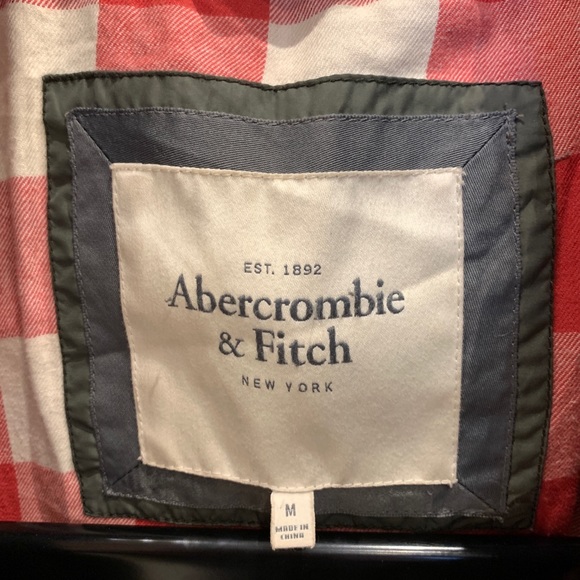 EST. 1892
Abercrombie
& Fitch
NEW YORK
M
MADE IN
CHINA